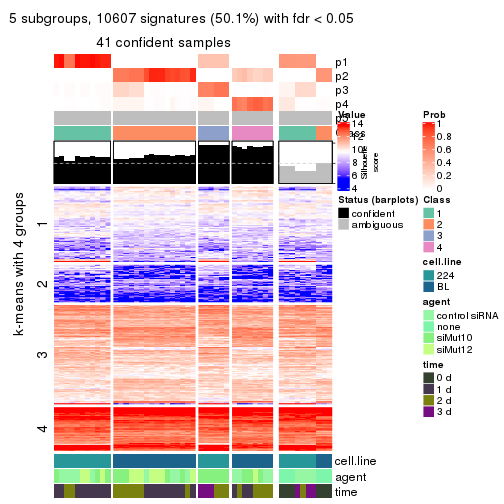 5 subgroups, 10607 signatures (50.1%) with fdr < 0.05
41 confident samples
p1
p2
p3
p4
Value
14
12
10
8
6
4
Silhouette
score
Prob
1
0.8
0.6
0.4
0.2
0
Status (barplots)
confident
ambiguous
Class
1
2
3
4
cell.line
224
BL
agent
control siRNA
none
siMut10
siMut12
time
0 d
1 d
2 d
3 d
k-means with 4 groups
1
2
3
4
cell.line
agent
time